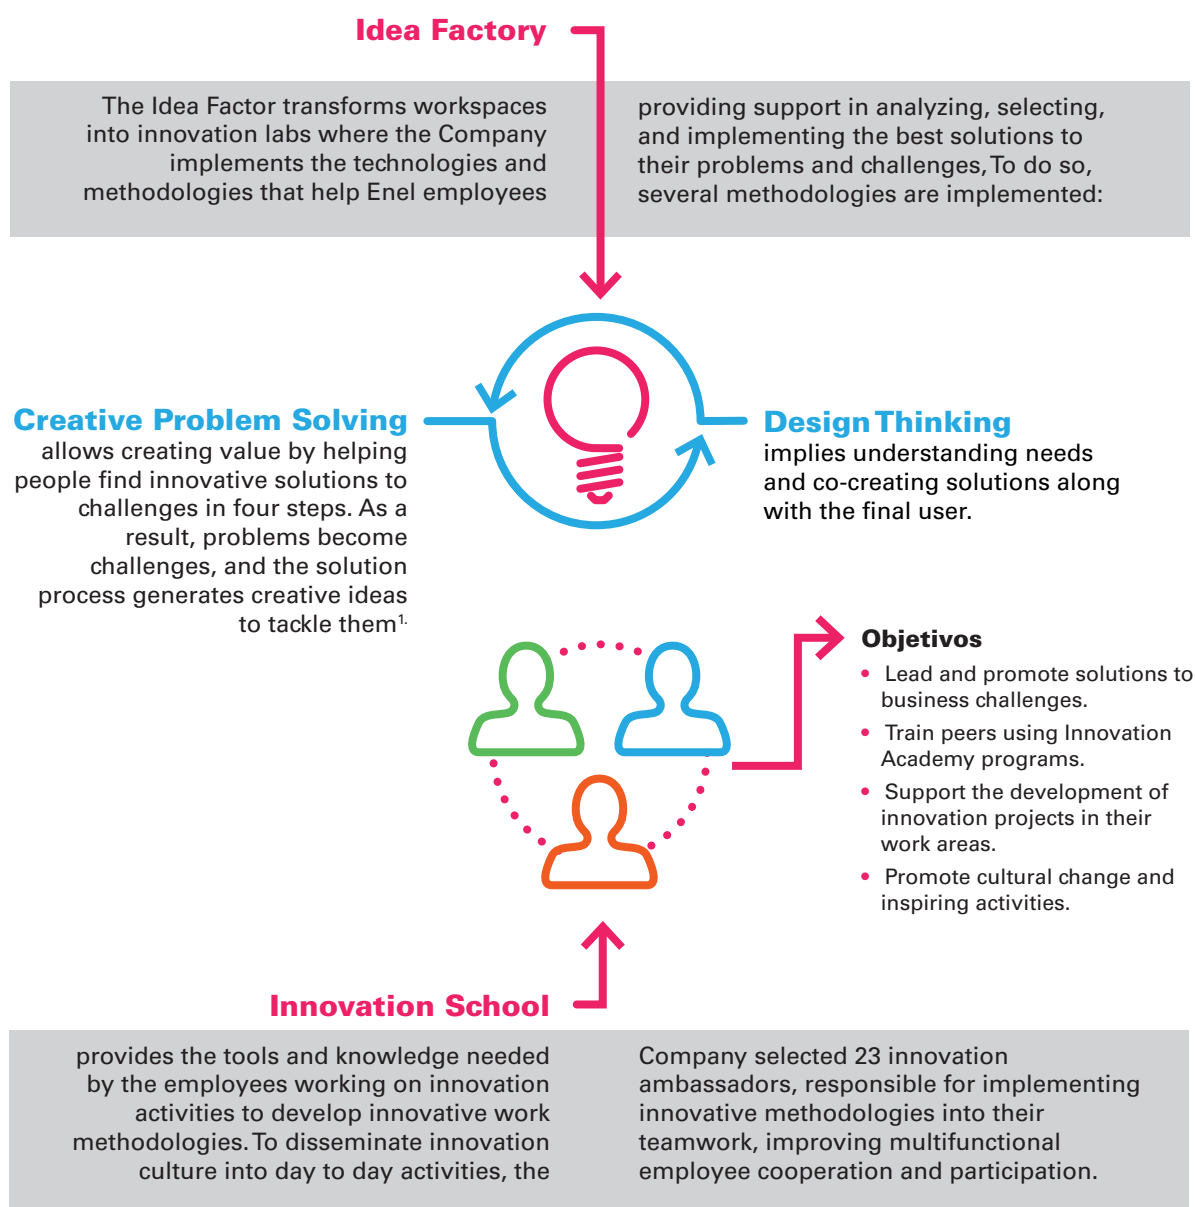 Idea Factory
The Idea Factor transforms workspaces
into innovation labs where the Company
implements the technologies and
methodologies that help Enel employees
providing support in analyzing, selecting,
and implementing the best solutions to
their problems and challenges, To do so,
several methodologies are implemented:
Creative Problem Solving
allows creating value by helping
people find innovative solutions to
challenges in four steps. As a
result, problems become
challenges, and the solution
process generates creative ideas
to tackle them1.
Design Thinking
implies understanding needs
and co-creating solutions along
with the final user.
Objetivos
• Lead and promote solutions to
business challenges.
• Train peers using Innovation
Academy programs.
• Support the development of
innovation projects in their
work areas.
• Promote cultural change and
inspiring activities.
Innovation School
provides the tools and knowledge needed
by the employees working on innovation
activities to develop innovative work
methodologies. To disseminate innovation
culture into day to day activities, the
Company selected 23 innovation
ambassadors, responsible for implementing
innovative methodologies into their
teamwork, improving multifunctional
employee cooperation and participation.